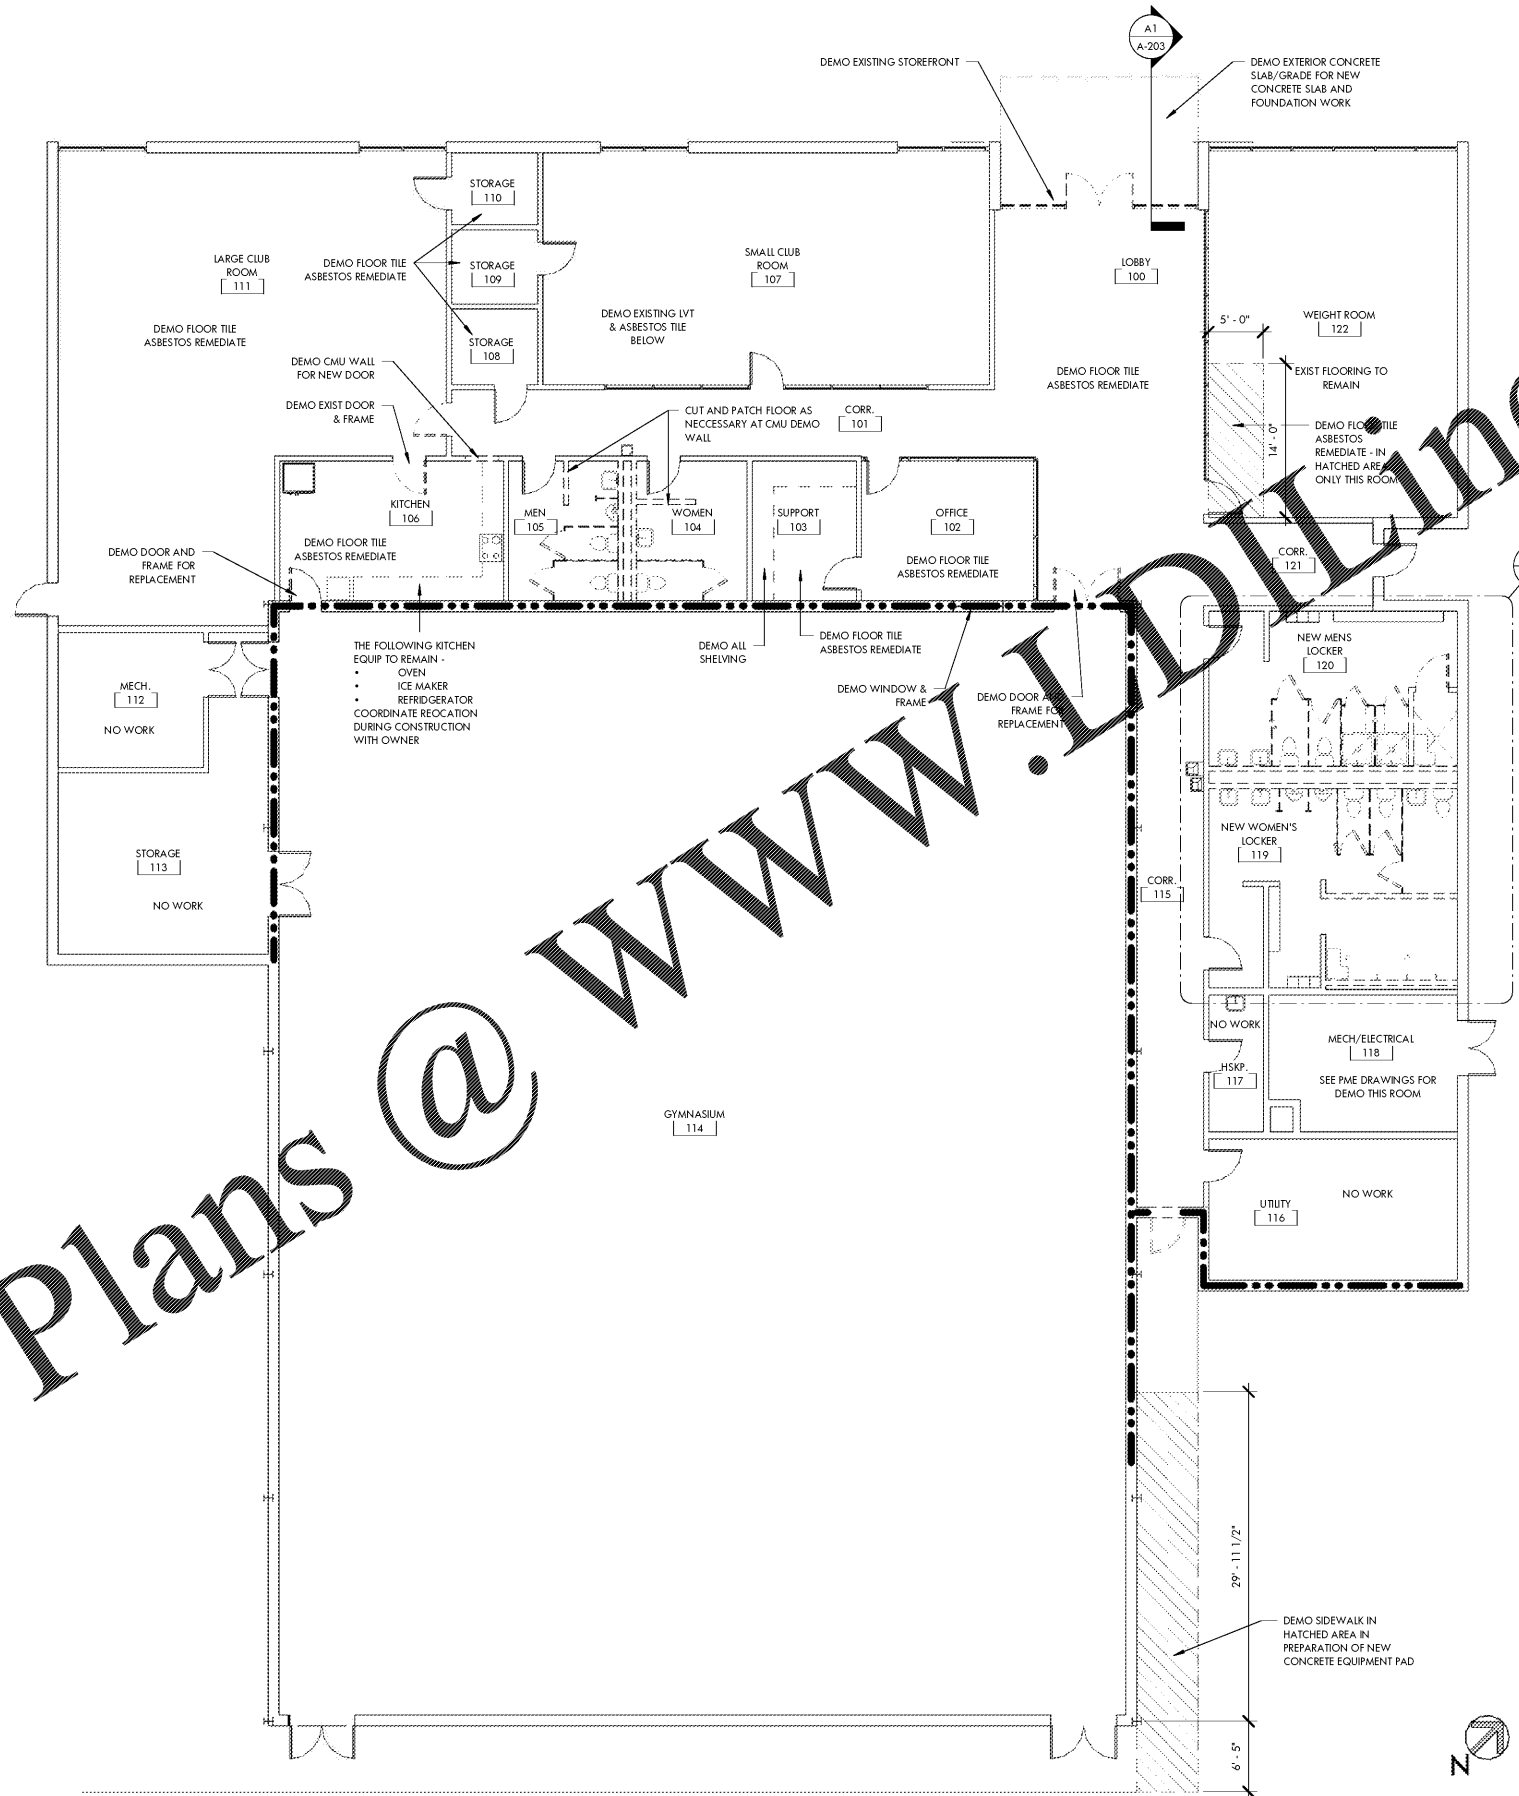 A1
A-203
DEMO EXISTING STOREFRONT
DEMO EXTERIOR CONCRETE
SLAB/GRADE FOR NEW
CONCRETE SLAB AND
FOUNDATION WORK
STORAGE
110
LARGE CLUB
ROOM
111
DEMO FLOOR TILE
ASBESTOS REMEDIATE
STORAGE
109
SMALL CLUB
ROOM
107
LOBBY
100
DEMO FLOOR TILE
ASBESTOS REMEDIATE
DEMO EXISTING LVT
& ASBESTOS TILE
BELOW
STORAGE
108
5' - 0"
WEIGHT ROOM
122
DEMO CMU WALL
FOR NEW DOOR
DEMO FLOOR TILE
ASBESTOS REMEDIATE
EXIST FLOORING TO
REMAIN
DEMO EXIST DOOR
& FRAME
CUT AND PATCH FLOOR AS
NECCESSARY AT CMU DEMO
WALL
CORR.
101
14' - 0"
DEMO FLOOR TILE
ASBESTOS
REMEDIATE - IN
HATCHED AREA
ONLY THIS ROOM
KITCHEN
106
MEN
105
WOMEN
104
SUPPORT
103
OFFICE
102
DEMO FLOOR TILE
ASBESTOS REMEDIATE
DEMO FLOOR TILE
ASBESTOS REMEDIATE
DEMO DOOR AND
FRAME FOR
REPLACEMENT
CORR.
121
THE FOLLOWING KITCHEN
EQUIP TO REMAIN -
• OVEN
• ICE MAKER
• REFRIDGERATOR
COORDINATE REOCATION
DURING CONSTRUCTION
WITH OWNER
DEMO ALL
SHELVING
DEMO FLOOR TILE
ASBESTOS REMEDIATE
DEMO WINDOW &
FRAME
DEMO DOOR AND
FRAME FOR
REPLACEMENT
NEW MENS
LOCKER
120
MECH.
112
NO WORK
NEW WOMEN'S
LOCKER
119
STORAGE
113
NO WORK
CORR.
115
NO WORK
HSKP.
117
MECH/ELECTRICAL
118
SEE PME DRAWINGS FOR
DEMO THIS ROOM
GYMNASIUM
114
UTILITY
116
NO WORK
29' - 11 1/2"
DEMO SIDEWALK IN
HATCHED AREA IN
PREPARATION OF NEW
CONCRETE EQUIPMENT PAD
6' - 5"
N
Plans @ www.LDILine